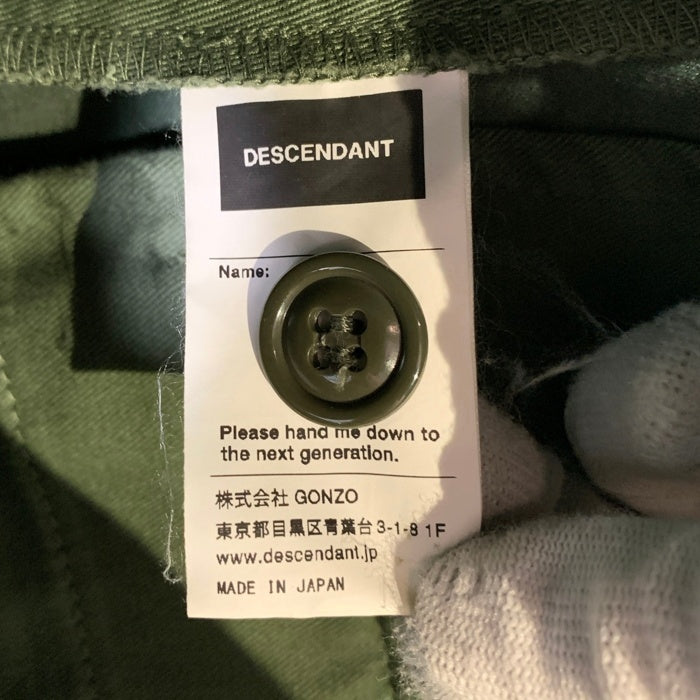 DESCENDANT
Name:
Please hand me down to
the next generation.
株式会社 GONZO
東京都目黒区青葉台 3-1-8 1F
www.descendant.jp
MADE IN JAPAN